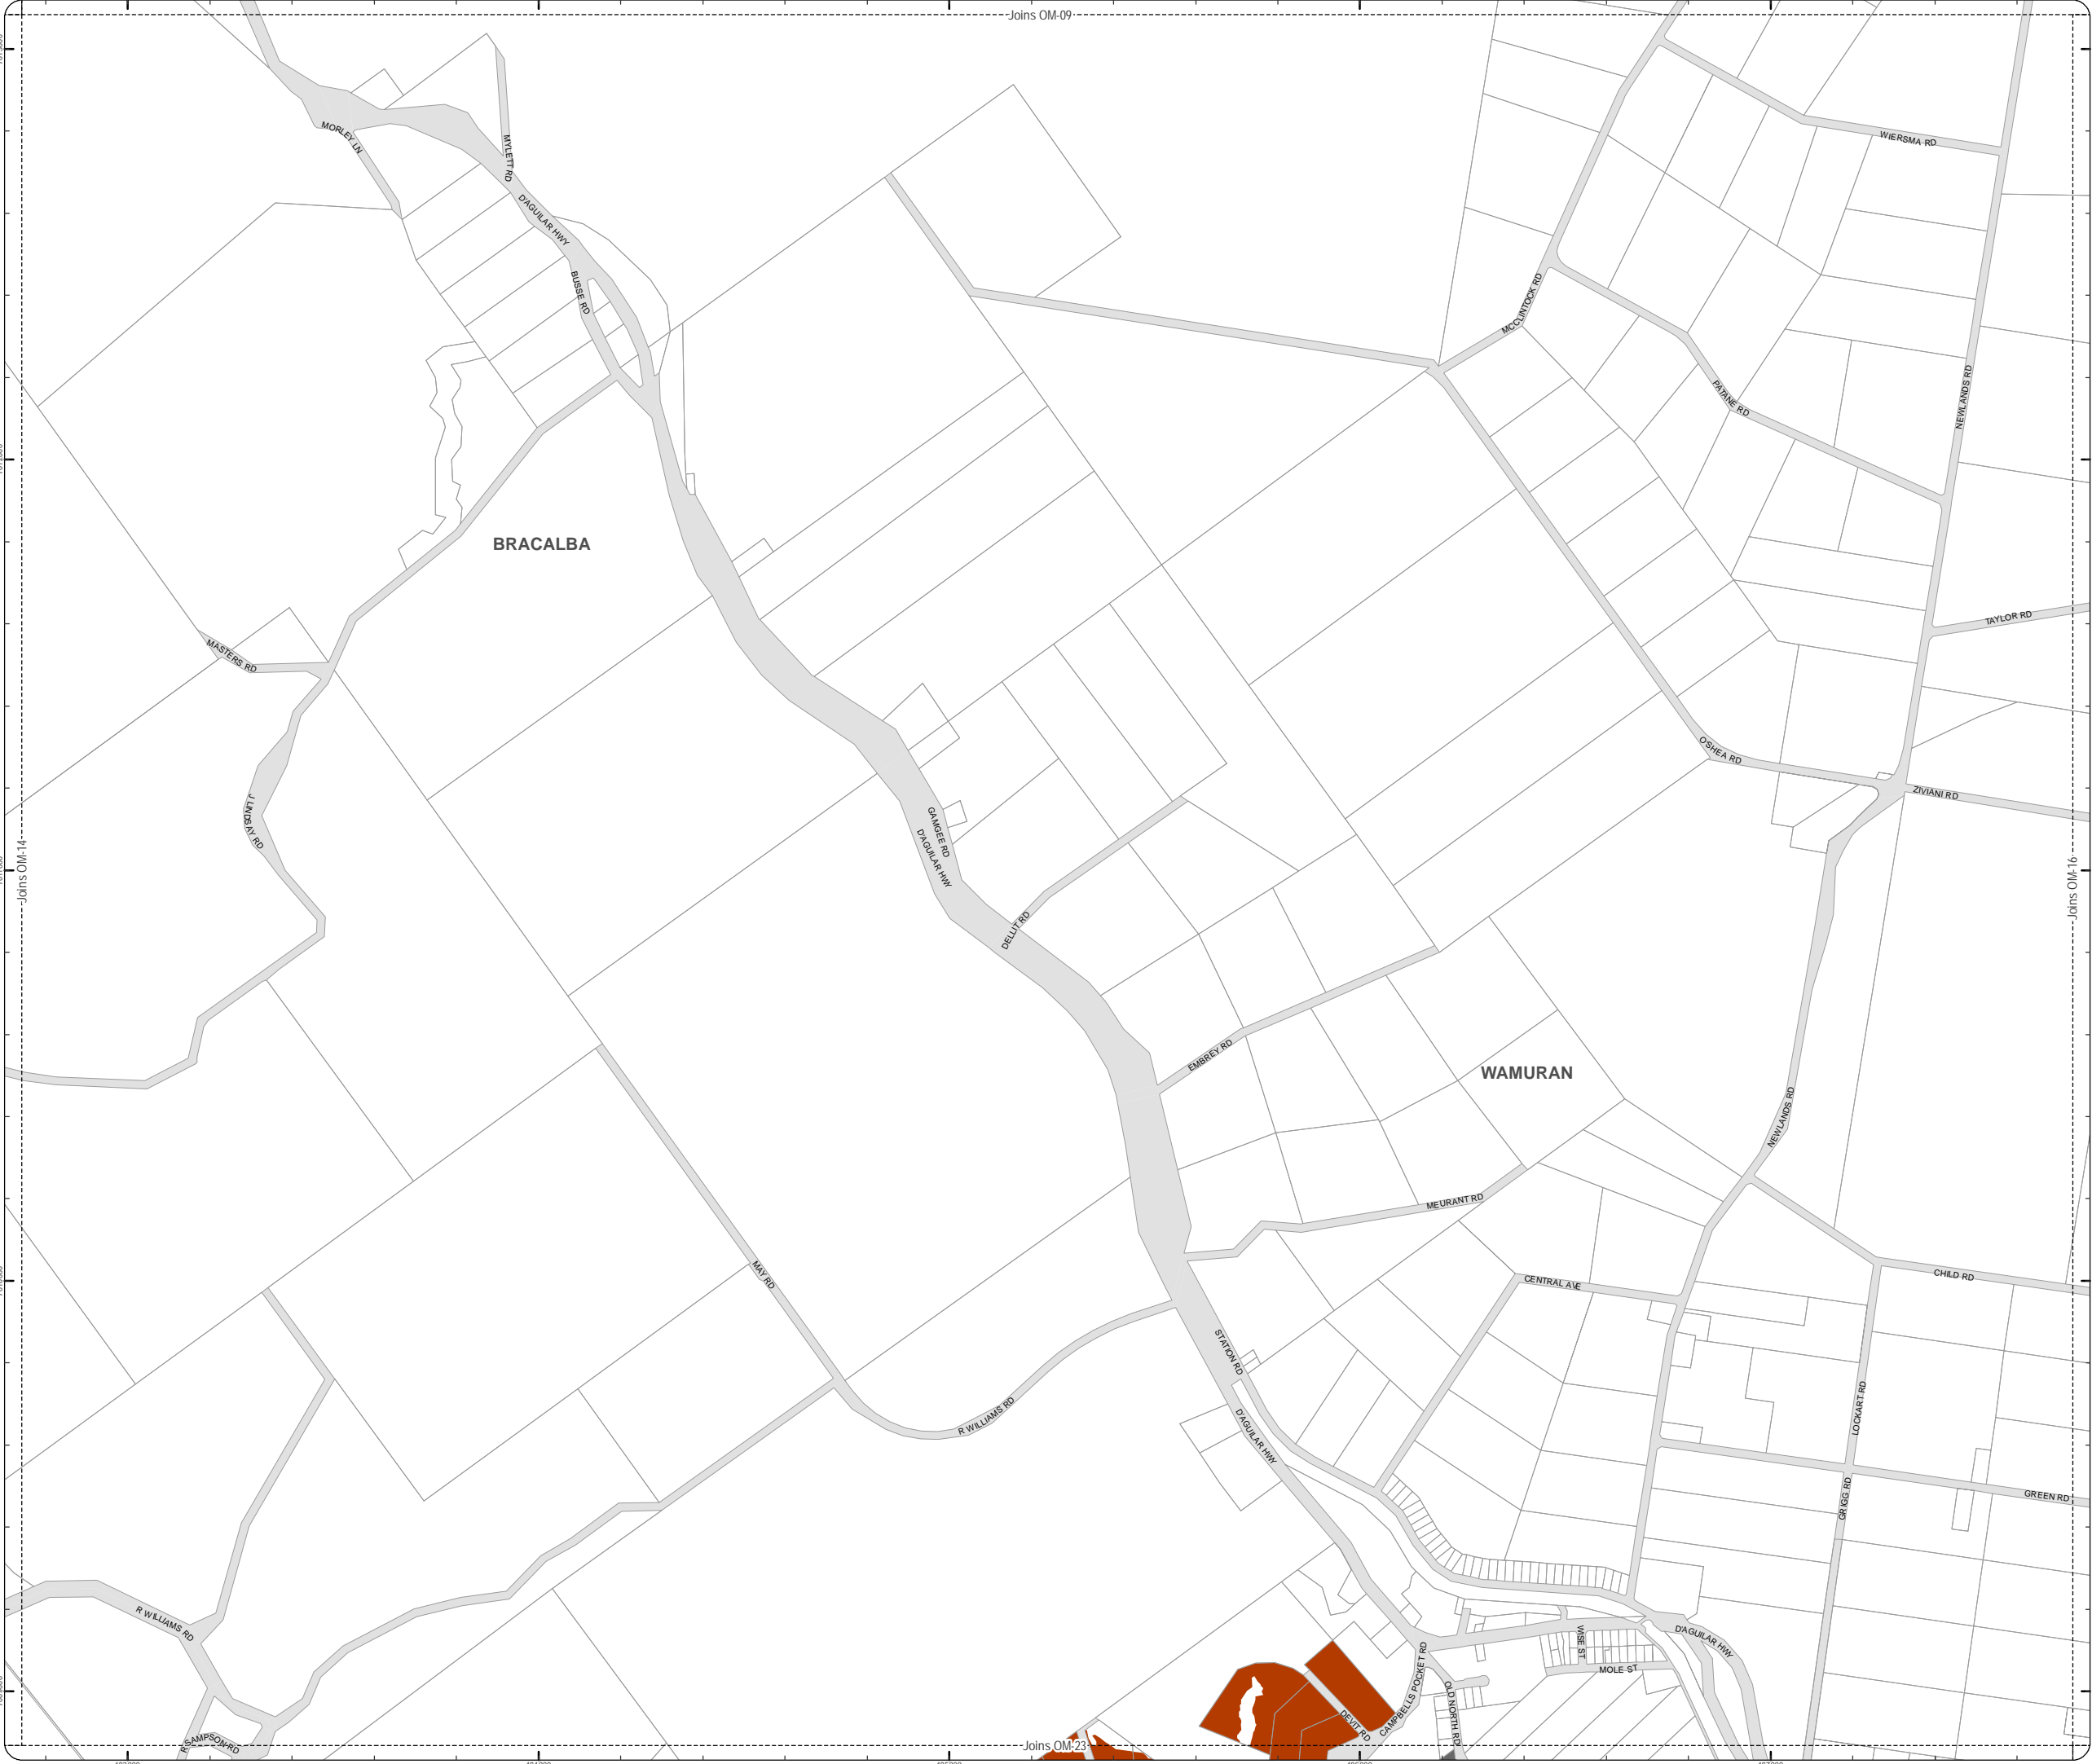 Joins OM-09
MORLEY LN
MYLETT RD
WIERSMA RD
D'AGUILAR HWY
BUSSE RD
MCCLINTOCK RD
PATANE RD
NEWLANDS RD
BRACALBA
TAYLOR RD
MASTERS RD
OSHEA RD
ZIVIANI RD
J LINDSAY RD
GAMGEE RD
D'AGUILAR HWY
Joins OM-14
Joins OM-16
DELLIT RD
EMBREY RD
WAMURAN
NEWLANDS RD
MEURANT RD
MAY RD
CENTRAL AVE
CHILD RD
STATION RD
R WILLIAMS RD
LOCKART RD
D'AGUILAR HWY
GRIGG RD
GREEN RD
R WILLIAMS RD
WISE ST
D'AGUILAR HWY
MOLE ST
CAMPBELLS POCKET RD
OLD NORTH RD
DEVIT RD
R SAMPSON RD
Joins OM-23